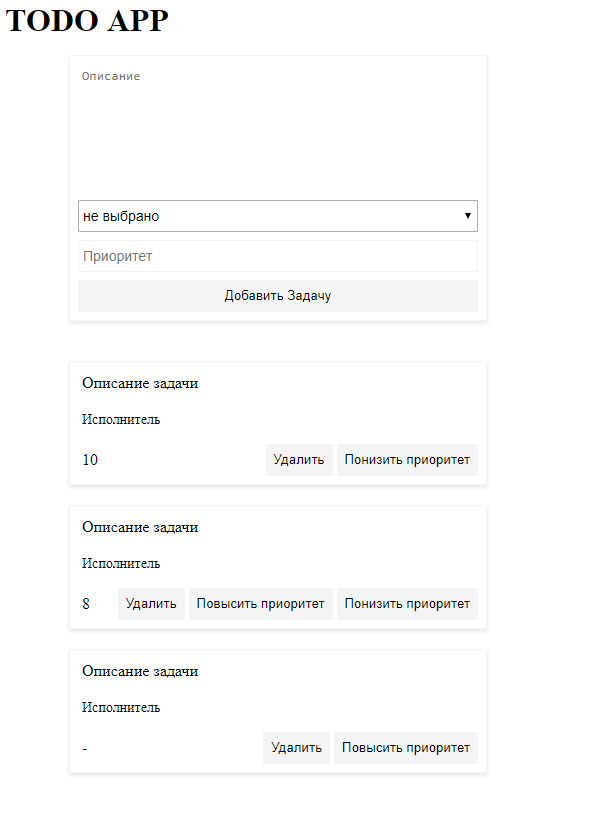 TODO APP
Описание
не выбрано
Приоритет
Добавить Задачу
Описание задачи
Исполнитель
10 Удалить Понизить приоритет
Описание задачи
Исполнитель
8 Удалить Повысить приоритет Понизить приоритет
Описание задачи
Исполнитель
- Удалить Повысить приоритет